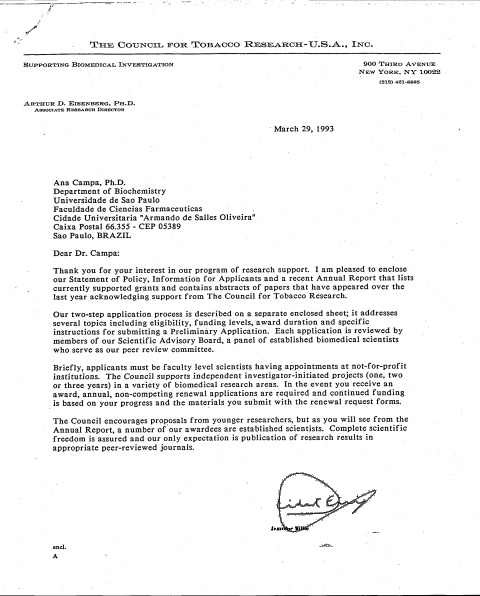 THE COUNCIL FOR TOBACCO RESEARCH-U.S.A., INC.
SUPPORTING BIOMEDICAL INVESTIGATION
900 THIRD AVENUE
NEW YORK, NY 10022
(212) 421-8885
ARTHUR D. EISENBERG, PH.D.
ASSOCIATE RESEARCH DIRECTOR
March 29, 1993
Ana Campa, Ph.D.
Department of Biochemistry
Universidade de Sao Paulo
Faculdade de Ciencias Farmaceuticas
Cidade Universitaria "Armando de Salles Oliveira"
Caixa Postal 66.355 - CEP 05389
Sao Paulo, BRAZIL
Dear Dr. Campa:
Thank you for your interest in our program of research support. I am pleased to enclose
our Statement of Policy, Information for Applicants and a recent Annual Report that lists
currently supported grants and contains abstracts of papers that have appeared over the
last year acknowledging support from The Council for Tobacco Research.
Our two-step application process is described on a separate enclosed sheet; it addresses
several topics including eligibility, funding levels, award duration and specific
instructions for submitting a Preliminary Application. Each application is reviewed by
members of our Scientific Advisory Board, a panel of established biomedical scientists
who serve as our peer review committee.
Briefly, applicants must be faculty level scientists having appointments at not-for-profit
institutions. The Council supports independent investigator-initiated projects (one, two
or three years) in a variety of biomedical research areas. In the event you receive an
award, annual, non-competing renewal applications are required and continued funding
is based on your progress and the materials you submit with the renewal request forms.
The Council encourages proposals from younger researchers, but as you will see from the
Annual Report, a number of our awardees are established scientists. Complete scientific
freedom is assured and our only expectation is publication of research results in
appropriate peer-reviewed journals.
encl.
A